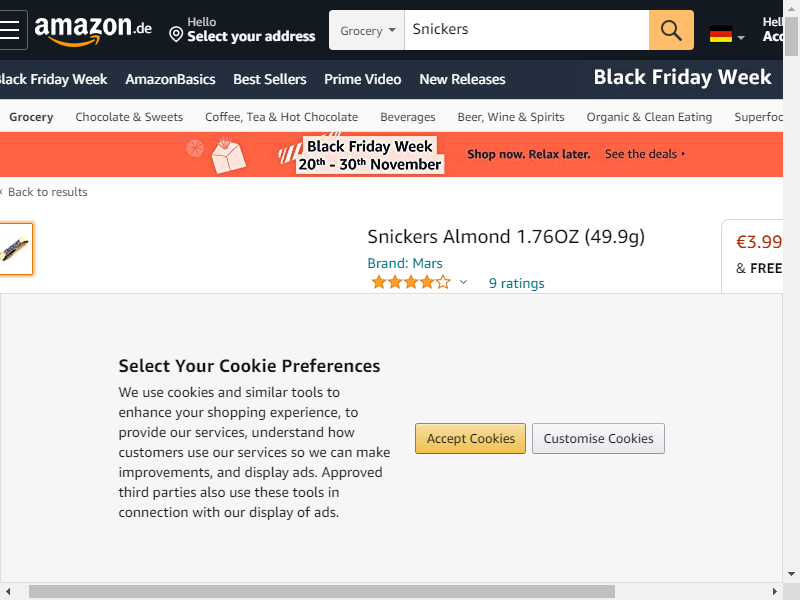 amazon.de
Hello
Select your address
Grocery
Snickers
Hell
Acc
Black Friday Week
AmazonBasics
Best Sellers
Prime Video
New Releases
Black Friday Week
Grocery
Chocolate & Sweets
Coffee, Tea & Hot Chocolate
Beverages
Beer, Wine & Spirits
Organic & Clean Eating
Superfoo
Black Friday Week
20th - 30th November
Shop now. Relax later.
See the deals ›
‹ Back to results
Snickers Almond 1.76OZ (49.9g)
€3.99
Brand: Mars
& FREE
9 ratings
Select Your Cookie Preferences
We use cookies and similar tools to
enhance your shopping experience, to
provide our services, understand how
customers use our services so we can make
improvements, and display ads. Approved
third parties also use these tools in
connection with our display of ads.
Accept Cookies
Customise Cookies